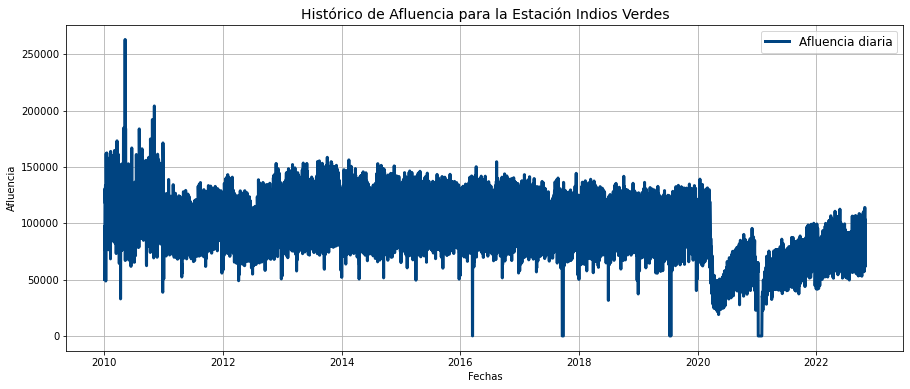 Histórico de Afluencia para la Estación Indios Verdes
Afluencia diaria
Afluencia
250000
200000
150000
100000
50000
0
2010 2012 2014 2016 2018 2020 2022
Fechas